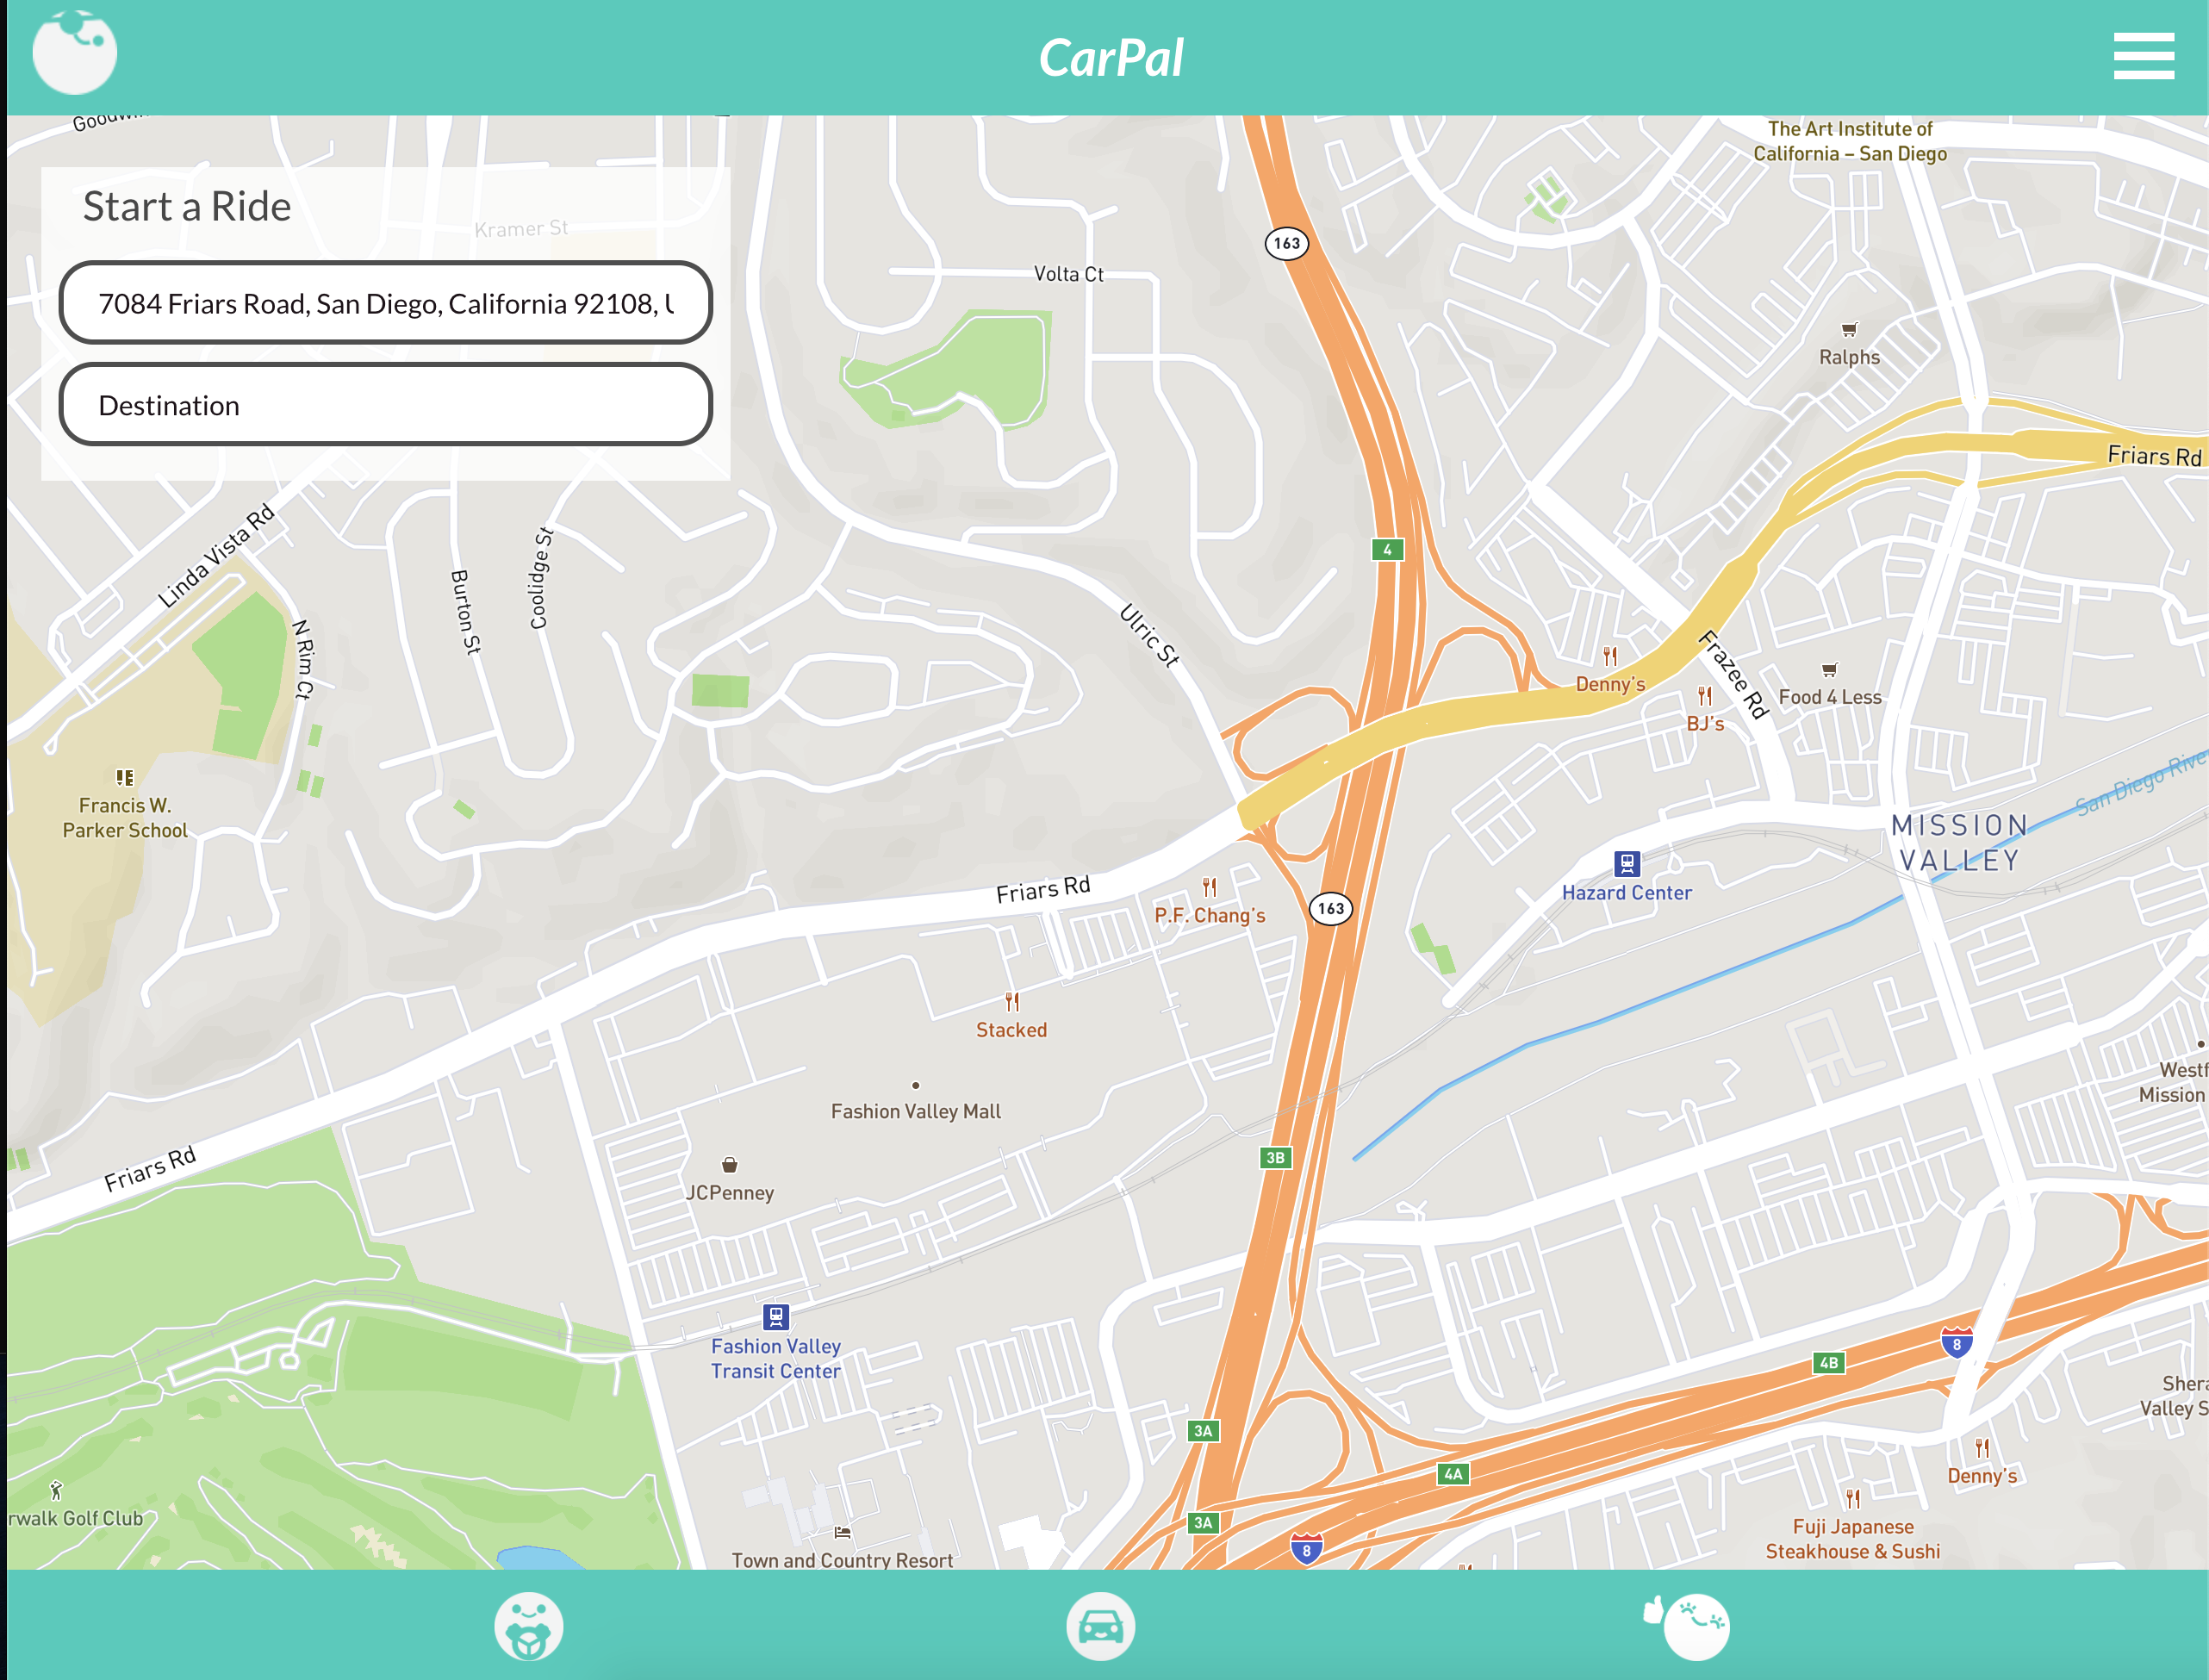 CarPal
Goodwi
The Art Institute of
California – San Diego
Start a Ride
Kramer St
163
Volta Ct
7084 Friars Road, San Diego, California 92108, U
Ralphs
Destination
Friars Rd
Linda Vista Rd
4
Coolidge St
Burton St
N Rim Ct
Ulric St
Frazee Rd
Denny's
Food 4 Less
BJ's
Francis W.
Parker School
San Diego Rive
MISSION
VALLEY
Hazard Center
Friars Rd
P.F. Chang's
163
Stacked
Westf
Mission
Fashion Valley Mall
Friars Rd
3B
JCPenney
Fashion Valley
Transit Center
8
4B
Shera
Valley S
3A
4A
Denny's
rwalk Golf Club
3A
8
Fuji Japanese
Steakhouse & Sushi
Town and Country Resort